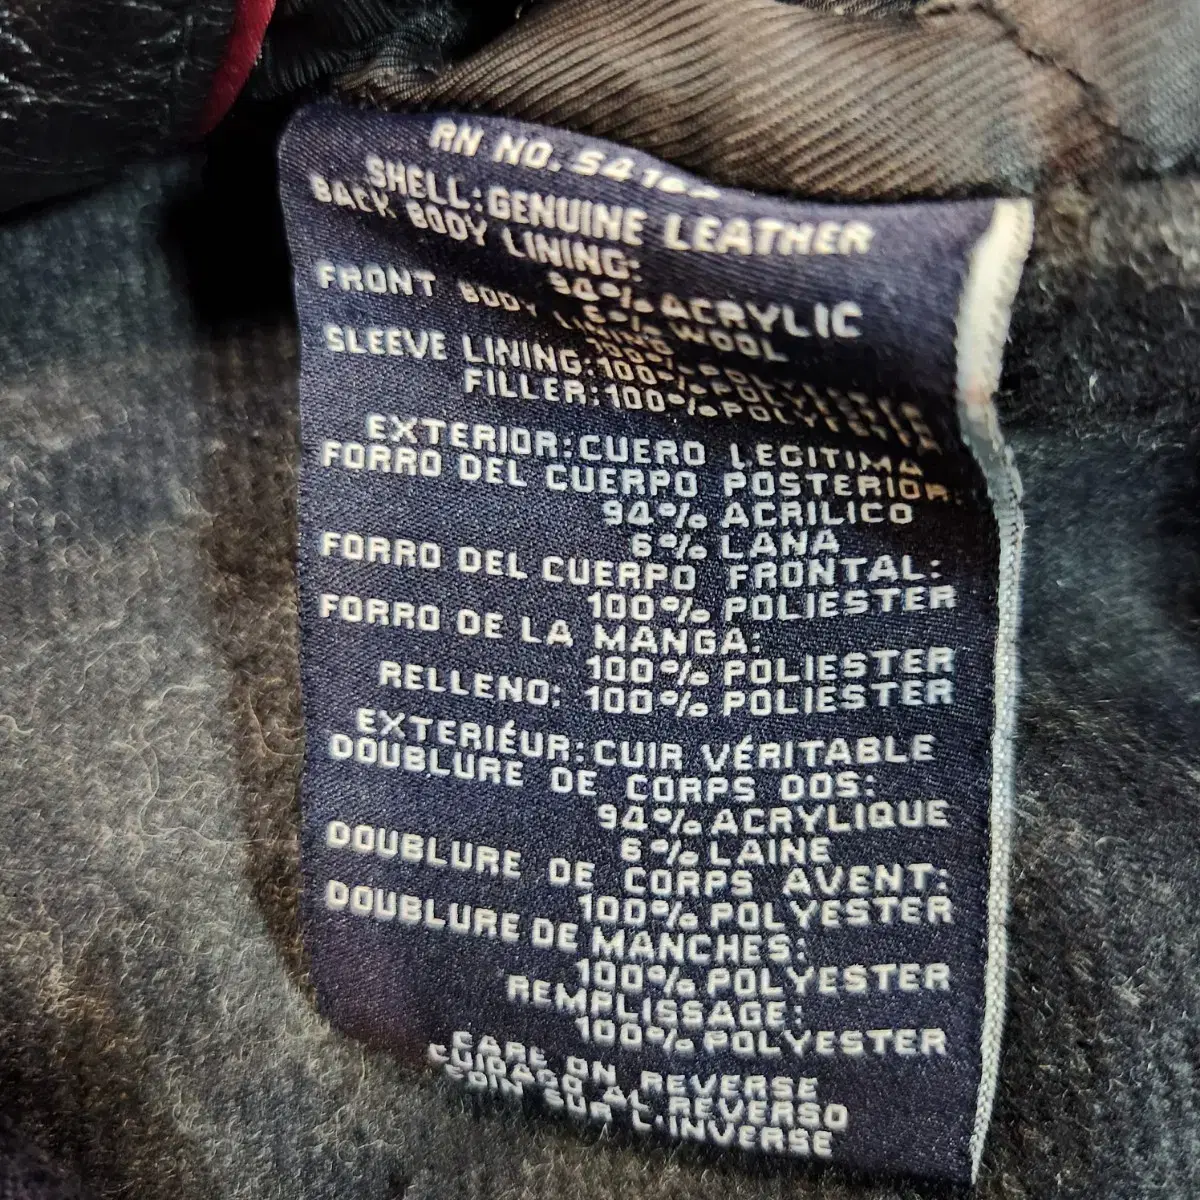 RN NO.
SHELL: GENUINE LEATHER
BACK BODY LINING:
94% ACRYLIC
6% WOOL
FRONT BODY LINING
100% POLYESTER
SLEEVE LINING: 100% POLYESTER
FILLER: 100% POLYESTER
EXTERIOR: CUERO LEGITIMA
FORRO DEL CUERPO POSTERIOR:
94% ACRILICO
6% LANA
FORRO DEL CUERPO FRONTAL:
100% POLIESTER
FORRO DE LA MANGA:
100% POLIESTER
RELLENO: 100% POLIESTER
EXTERIÉUR: CUIR VÉRITABLE
DOUBLURE DE CORPS DOS:
94% ACRYLIQUE
6% LAINE
DOUBLURE DE CORPS AVENT:
100% POLYESTER
DOUBLURE DE MANCHES:
100% POLYESTER
REMPLISSAGE:
100% POLYESTER
CARE ON REVERSE
CUIDADO AL REVERSO
SOIN SUR L'INVERSE